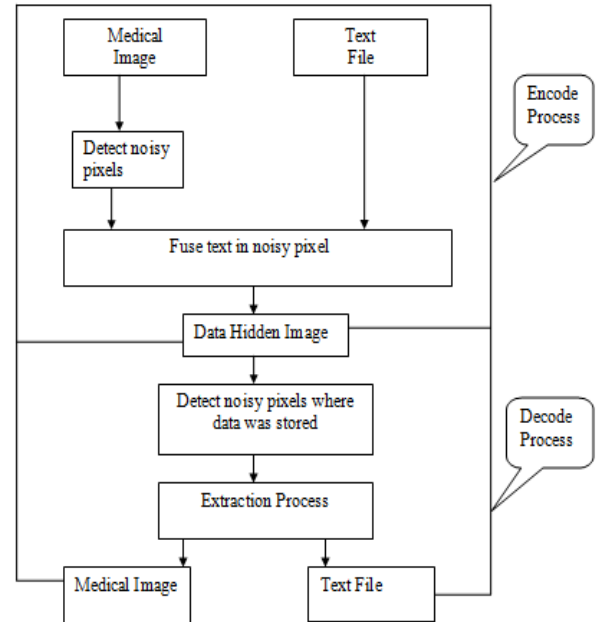 Medical
Image
Text
File
Encode
Process
Detect noisy
pixels
Fuse text in noisy pixel
Data Hidden Image
Detect noisy pixels where
data was stored
Decode
Process
Extraction Process
Medical Image
Text File